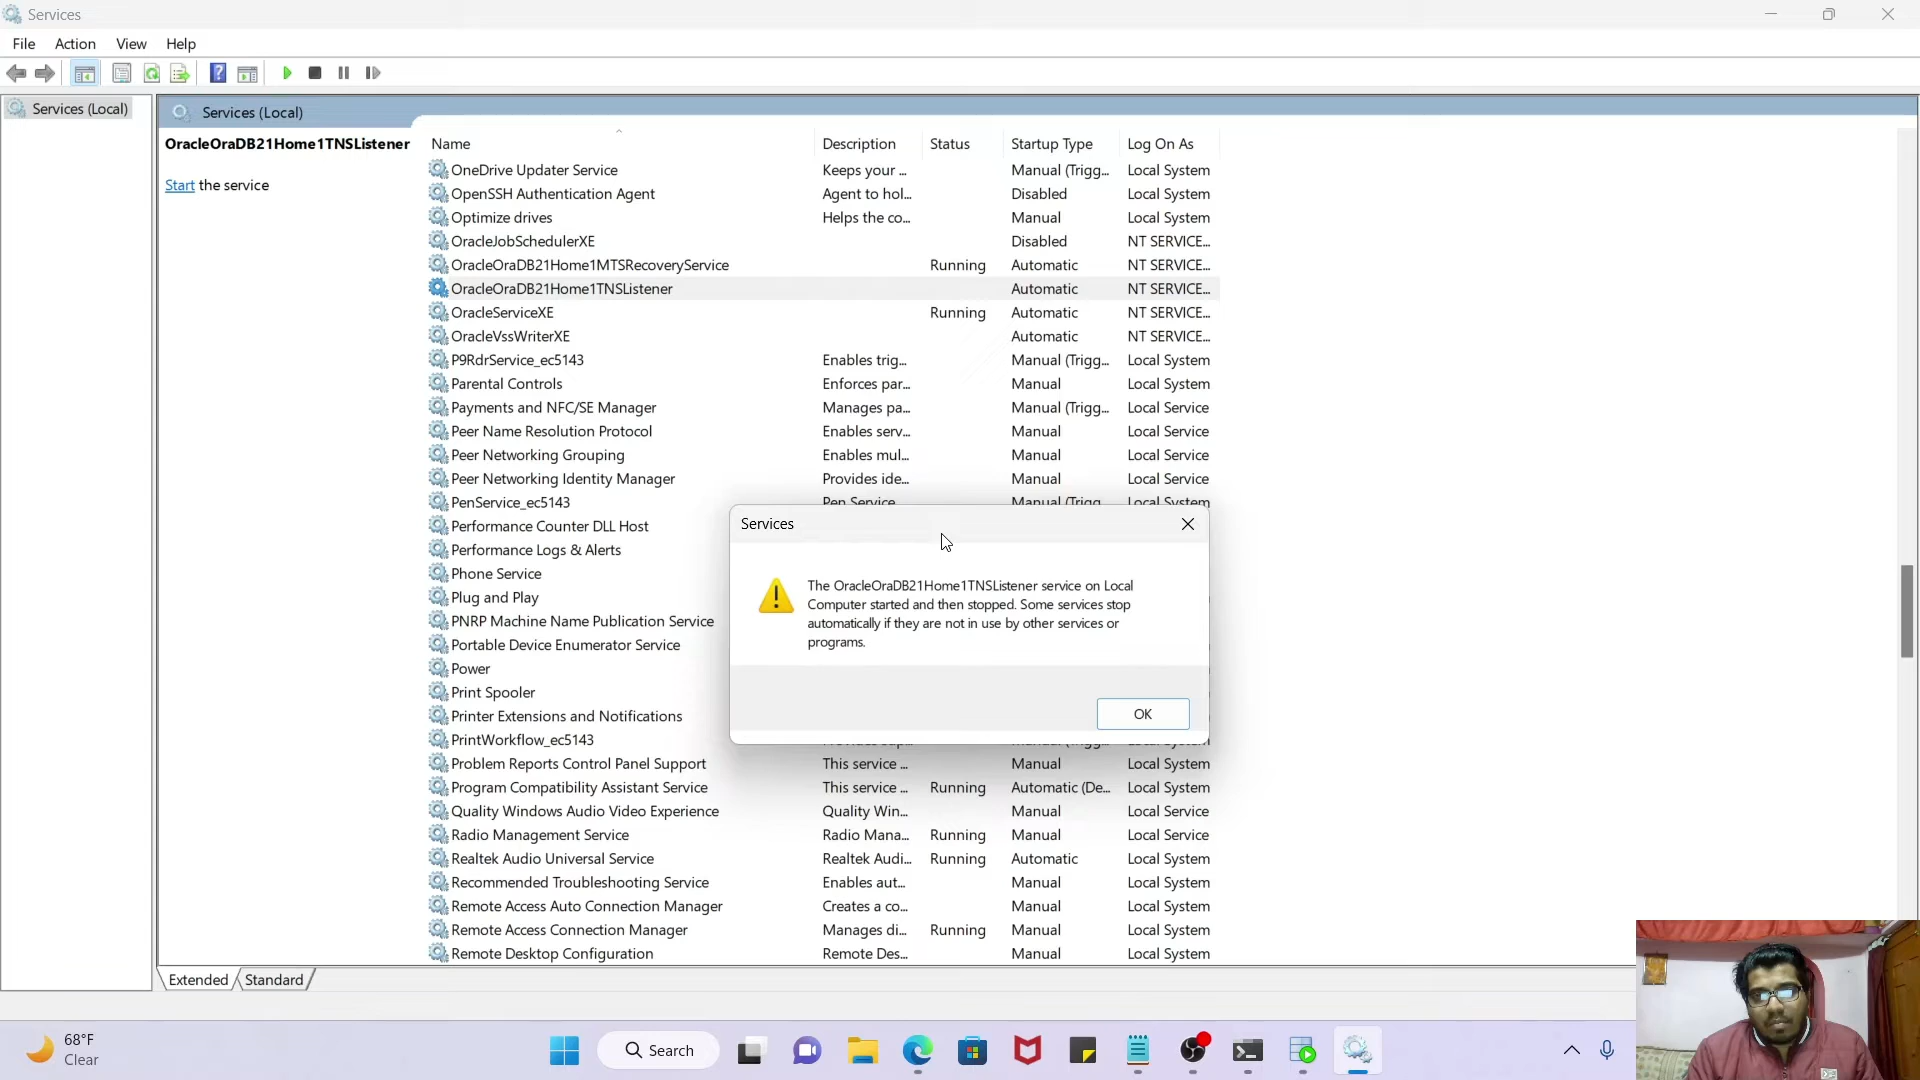 Services
File Action View Help
Services (Local)
Services (Local)
OracleOraDB21Home1TNSListener
Start the service
Name Description Status Startup Type Log On As
OneDrive Updater Service Keeps your ... Manual (Trigg... Local System
OpenSSH Authentication Agent Agent to hol... Disabled Local System
Optimize drives Helps the co... Manual Local System
OracleJobSchedulerXE Disabled NT SERVICE...
OracleOraDB21Home1MTSRecoveryService Running Automatic NT SERVICE...
OracleOraDB21Home1TNSListener Automatic NT SERVICE...
OracleServiceXE Running Automatic NT SERVICE...
OracleVssWriterXE Automatic NT SERVICE...
P9RdrService_ec5143 Enables trig... Manual (Trigg... Local System
Parental Controls Enforces par... Manual Local System
Payments and NFC/SE Manager Manages pa... Manual (Trigg... Local Service
Peer Name Resolution Protocol Enables serv... Manual Local Service
Peer Networking Grouping Enables mul... Manual Local Service
Peer Networking Identity Manager Provides ide... Manual Local Service
PenService_ec5143 Pen Service Manual (Trigg Local System
Performance Counter DLL Host
Performance Logs & Alerts
Phone Service
Plug and Play
PNRP Machine Name Publication Service
Portable Device Enumerator Service
Power
Print Spooler
Printer Extensions and Notifications
PrintWorkflow_ec5143
Problem Reports Control Panel Support This service ... Manual Local System
Program Compatibility Assistant Service This service ... Running Automatic (De... Local System
Quality Windows Audio Video Experience Quality Win... Manual Local Service
Radio Management Service Radio Mana... Running Manual Local Service
Realtek Audio Universal Service Realtek Audi... Running Automatic Local System
Recommended Troubleshooting Service Enables aut... Manual Local System
Remote Access Auto Connection Manager Creates a co... Manual Local System
Remote Access Connection Manager Manages di... Running Manual Local System
Remote Desktop Configuration Remote Des... Manual Local System
Services
The OracleOraDB21Home1TNSListener service on Local
Computer started and then stopped. Some services stop
automatically if they are not in use by other services or
programs.
OK
Extended Standard
68°F
Clear
Search